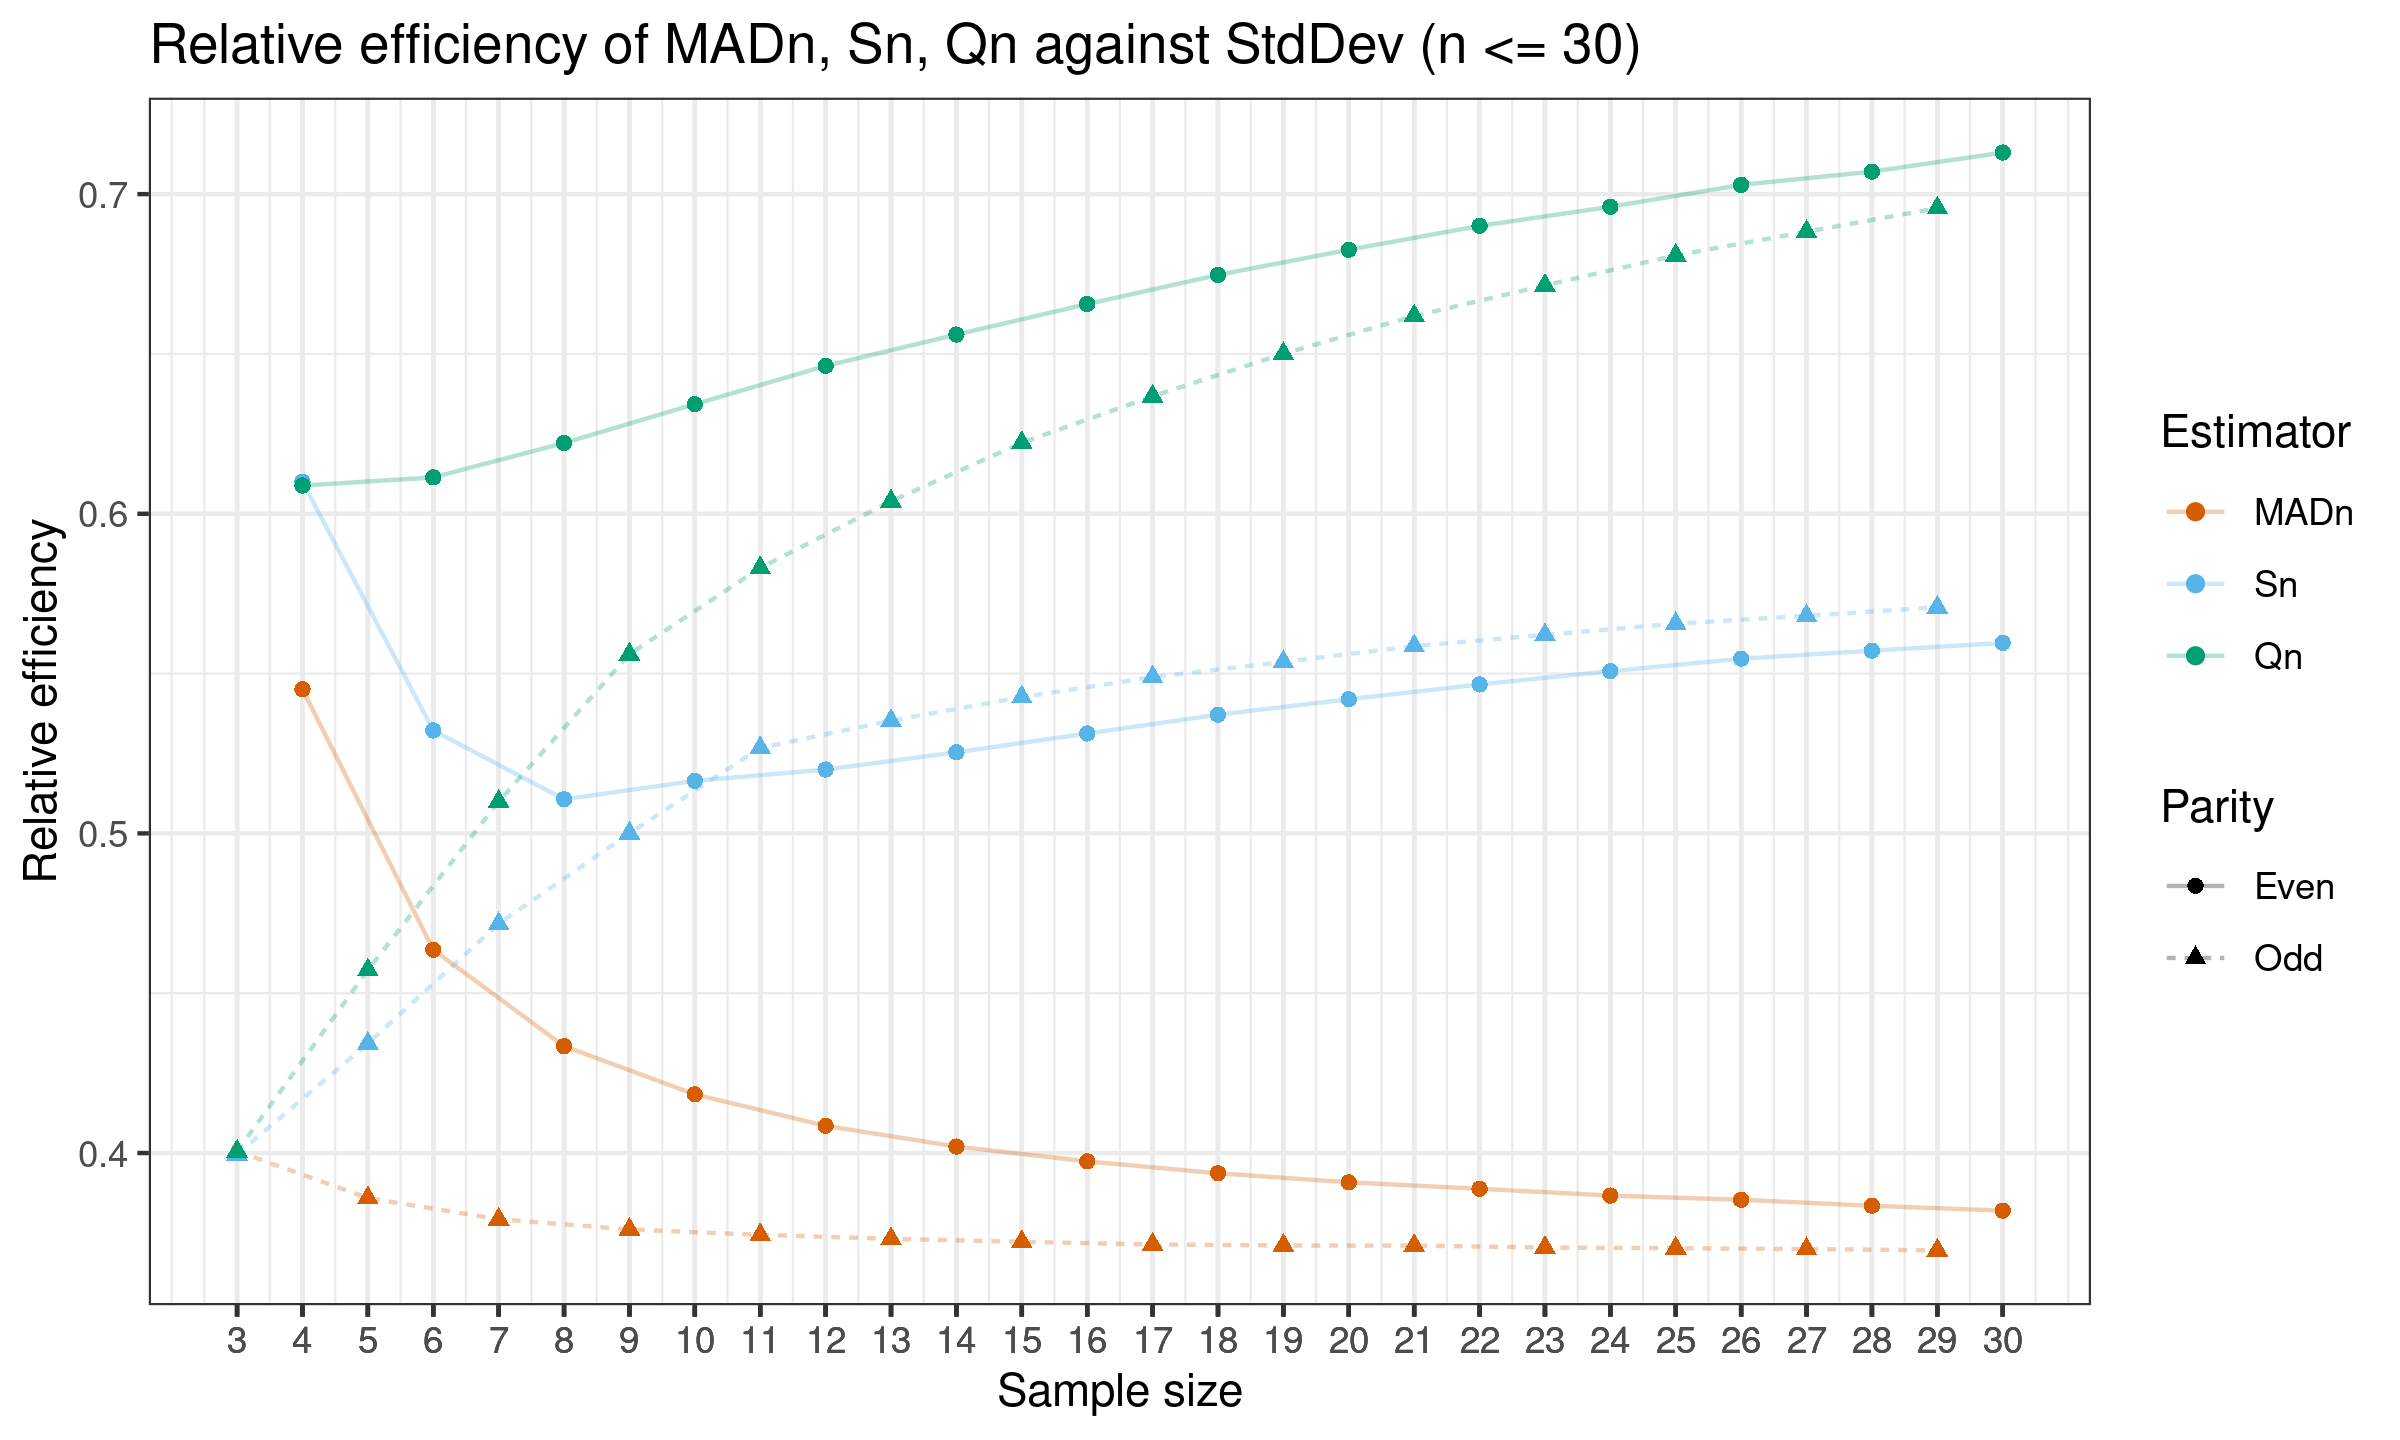 Relative efficiency of MADn, Sn, Qn against StdDev (n <= 30)
Relative efficiency
0.7
0.6
0.5
0.4
3 4 5 6 7 8 9 10 11 12 13 14 15 16 17 18 19 20 21 22 23 24 25 26 27 28 29 30
Sample size
Estimator
MADn
Sn
Qn
Parity
Even
Odd